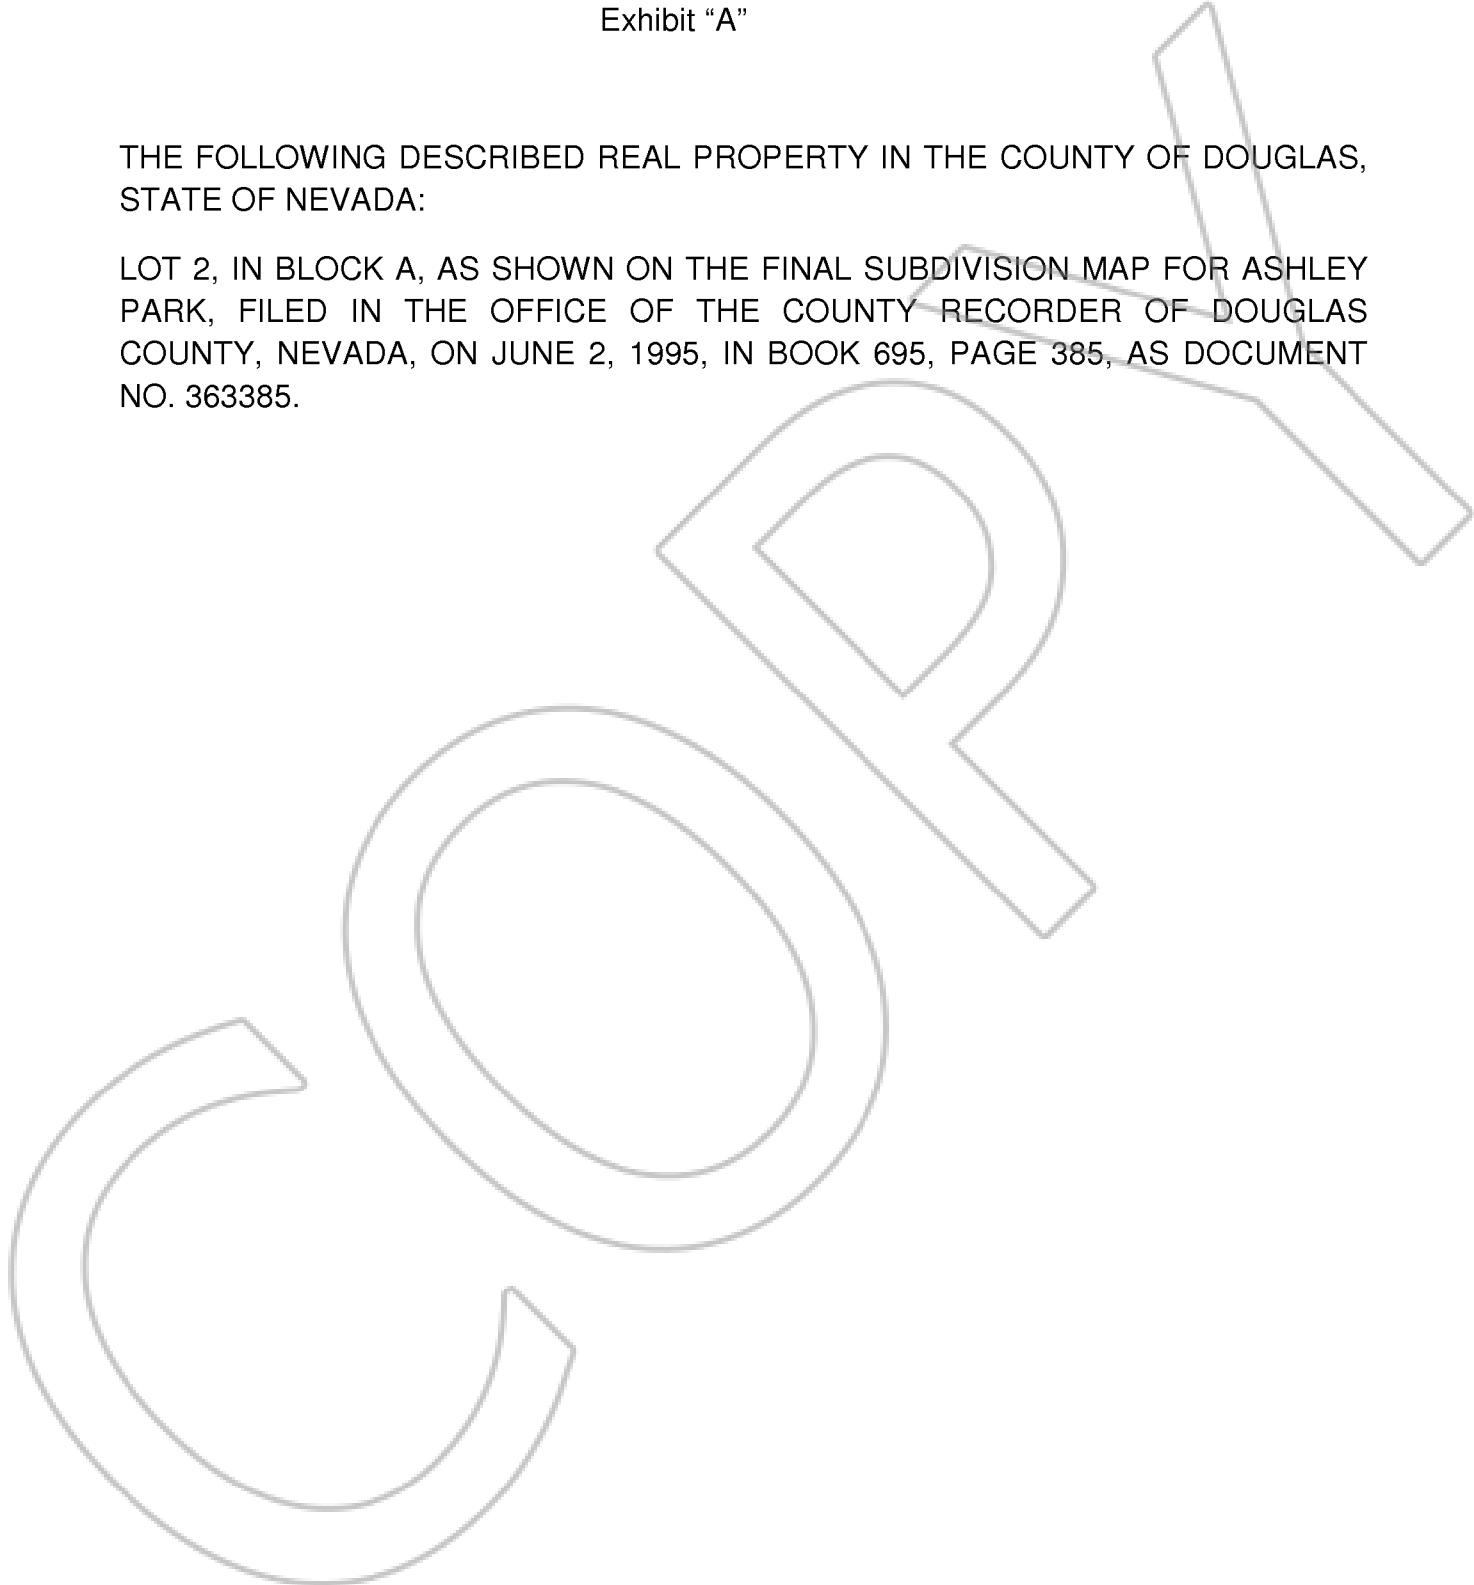 Exhibit “A”
THE FOLLOWING DESCRIBED REAL PROPERTY IN THE COUNTY OF DOUGLAS,
STATE OF NEVADA:
LOT 2, IN BLOCK A, AS SHOWN ON THE FINAL SUBDIVISION MAP FOR ASHLEY
PARK, FILED IN THE OFFICE OF THE COUNTY RECORDER OF DOUGLAS
COUNTY, NEVADA, ON JUNE 2, 1995, IN BOOK 695, PAGE 385, AS DOCUMENT
NO. 363385.
COPY